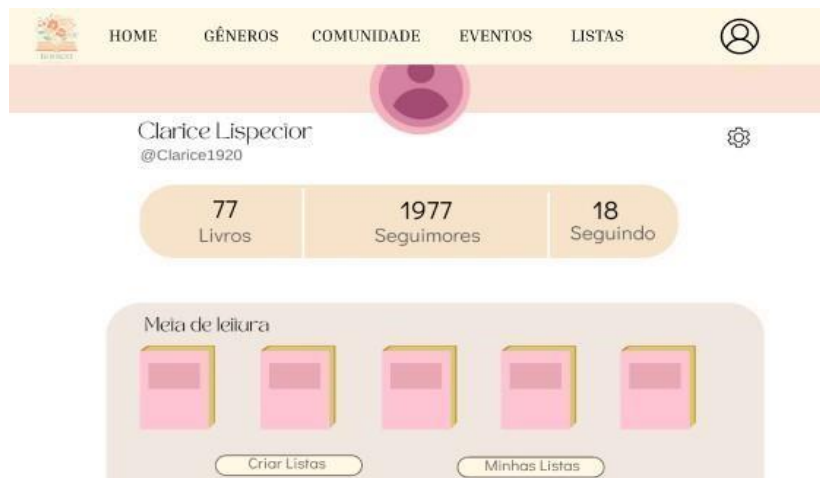 HOME GÊNEROS COMUNIDADE EVENTOS LISTAS
Clarice Lispector
@Clarice1920
77 1977 18
Livros Seguimores Seguindo
Meta de leitura
Criar Listas Minhas Listas